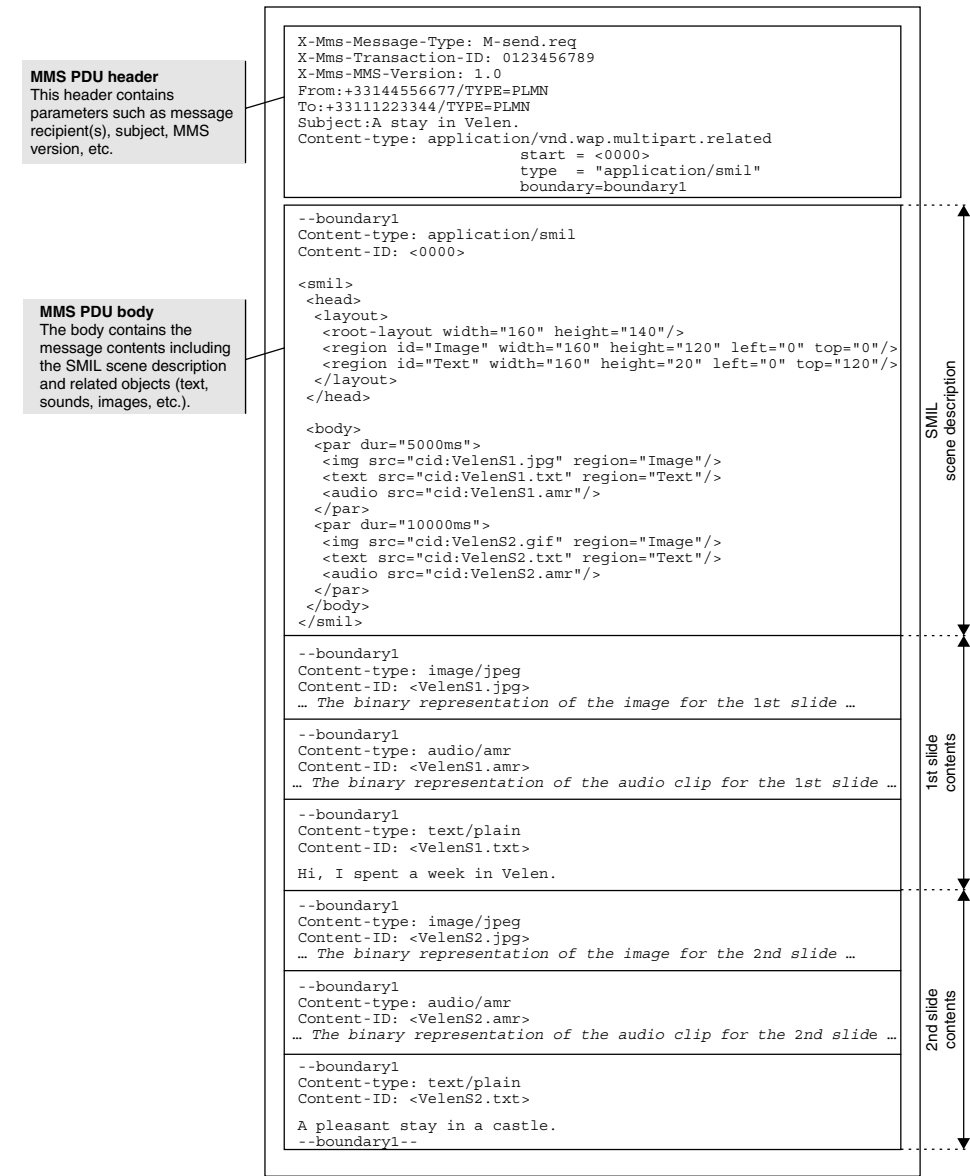 MMS PDU header
This header contains
parameters such as message
recipient(s), subject, MMS
version, etc.
X-Mms-Message-Type: M-send.req
X-Mms-Transaction-ID: 0123456789
X-Mms-MMS-Version: 1.0
From:+33144556677/TYPE=PLMN
To:+33111223344/TYPE=PLMN
Subject:A stay in Velen.
Content-type: application/vnd.wap.multipart.related
start = <0000>
type = "application/smil"
boundary=boundary1
MMS PDU body
The body contains the
message contents including
the SMIL scene description
and related objects (text,
sounds, images, etc.).
--boundary1
Content-type: application/smil
Content-ID: <0000>
<smil>
<head>
<layout>
<root-layout width="160" height="140"/>
<region id="Image" width="160" height="120" left="0" top="0"/>
<region id="Text" width="160" height="20" left="0" top="120"/>
</layout>
</head>
<body>
<par dur="5000ms">
<img src="cid:VelenS1.jpg" region="Image"/>
<text src="cid:VelenS1.txt" region="Text"/>
<audio src="cid:VelenS1.amr"/>
</par>
<par dur="10000ms">
<img src="cid:VelenS2.gif" region="Image"/>
<text src="cid:VelenS2.txt" region="Text"/>
<audio src="cid:VelenS2.amr"/>
</par>
</body>
</smil>
SMIL
scene description
--boundary1
Content-type: image/jpeg
Content-ID: <VelenS1.jpg>
… The binary representation of the image for the 1st slide …
--boundary1
Content-type: audio/amr
Content-ID: <VelenS1.amr>
… The binary representation of the audio clip for the 1st slide …
--boundary1
Content-type: text/plain
Content-ID: <VelenS1.txt>
Hi, I spent a week in Velen.
1st slide
contents
--boundary1
Content-type: image/jpeg
Content-ID: <VelenS2.jpg>
… The binary representation of the image for the 2nd slide …
--boundary1
Content-type: audio/amr
Content-ID: <VelenS2.amr>
… The binary representation of the audio clip for the 2nd slide …
--boundary1
Content-type: text/plain
Content-ID: <VelenS2.txt>
A pleasant stay in a castle.
--boundary1--
2nd slide
contents